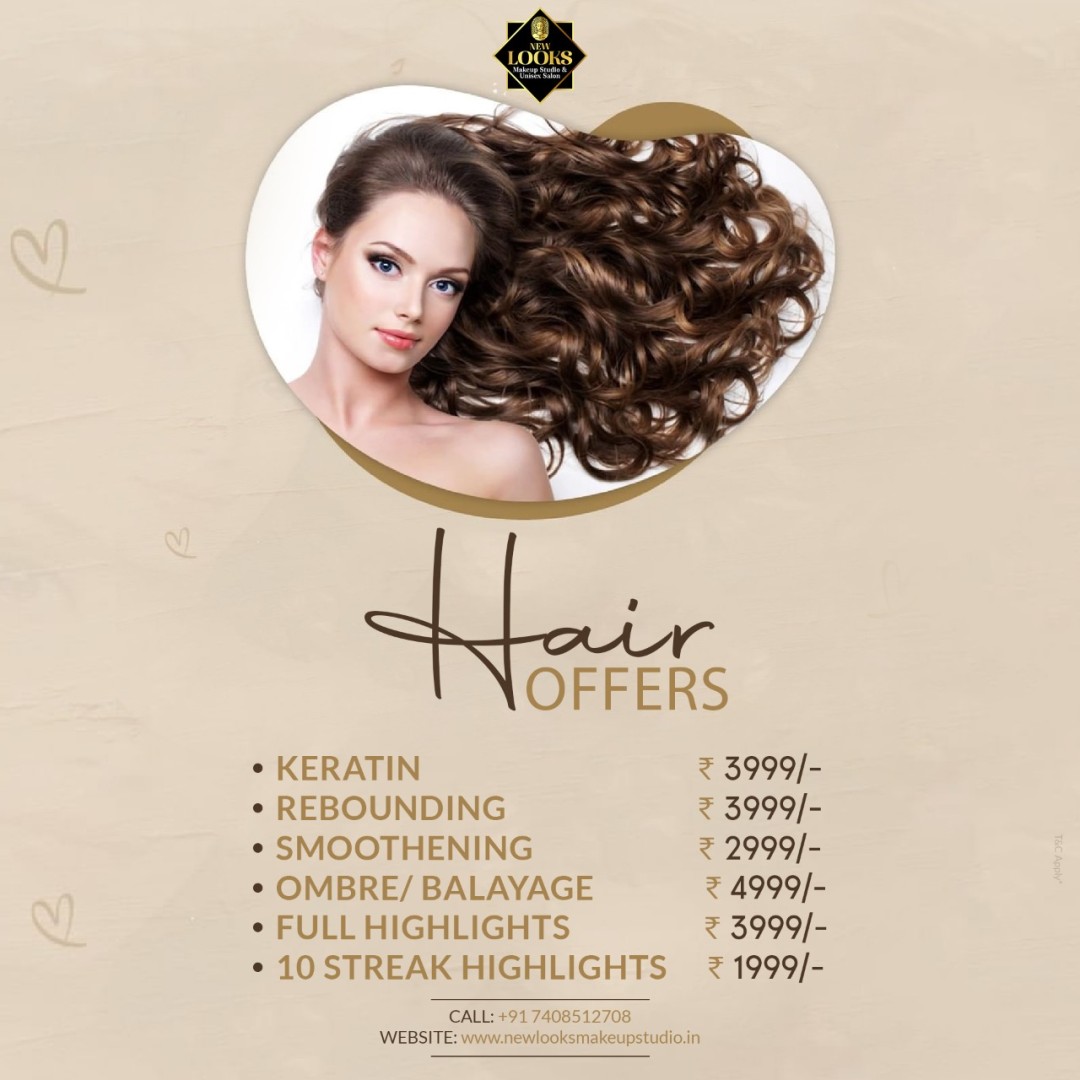 NEW
LOOKS
Makeup Studio &
Unisex Salon
Hair
OFFERS
• KERATIN ₹ 3999/-
• REBOUNDING ₹ 3999/-
• SMOOTHENING ₹ 2999/-
• OMBRE/ BALAYAGE ₹ 4999/-
• FULL HIGHLIGHTS ₹ 3999/-
• 10 STREAK HIGHLIGHTS ₹ 1999/-
T&C Apply*
CALL: +91 7408512708
WEBSITE: www.newlooksmakeupstudio.in